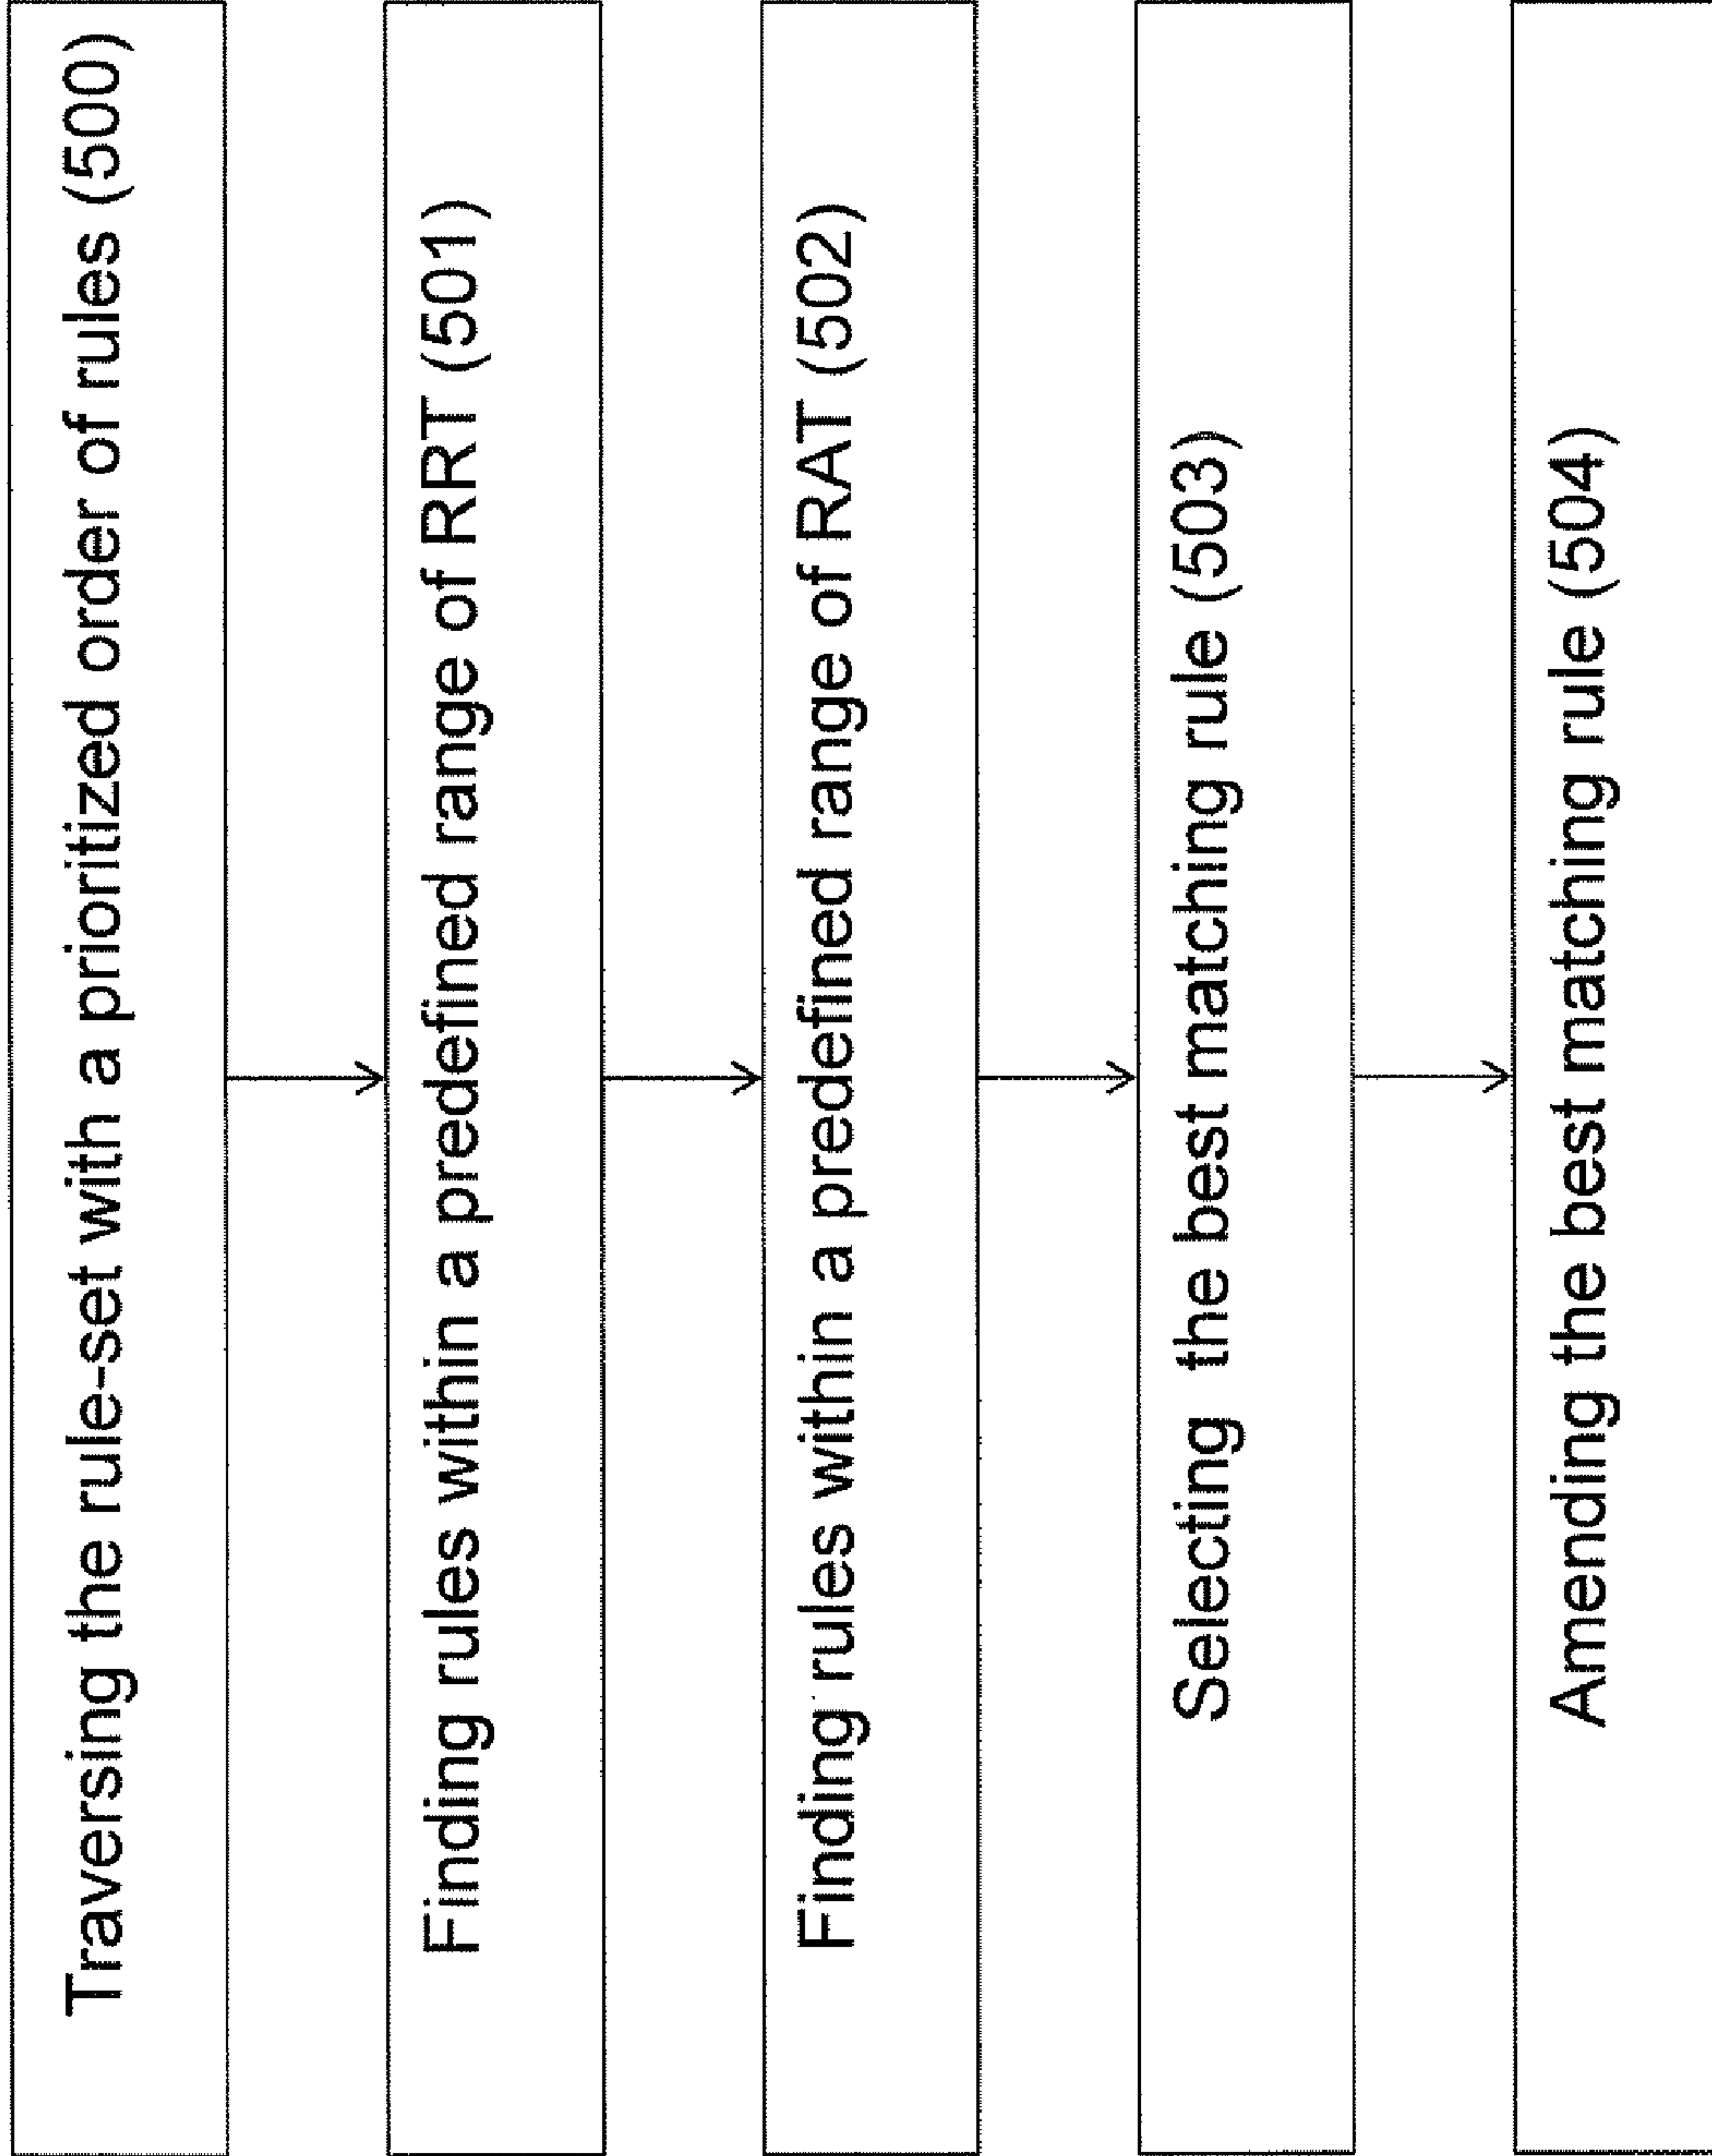 Traversing the rule-set with a prioritized order of rules (500)
Finding rules within a predefined range of RRT (501)
Finding rules within a predefined range of RAT (502)
Selecting the best matching rule (503)
Amending the best matching rule (504)